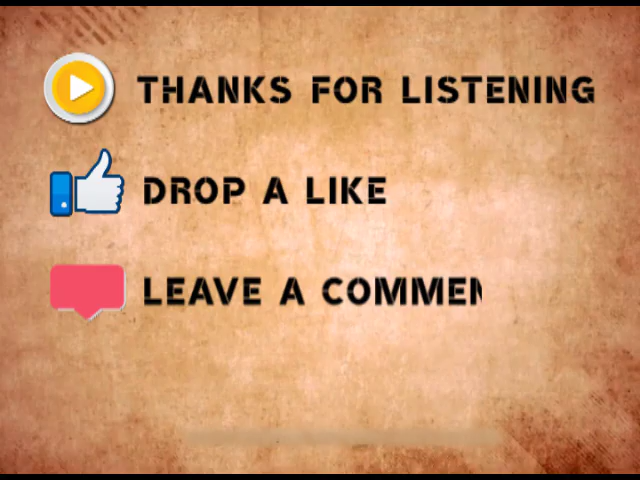 THANKS FOR LISTENING
DROP A LIKE
LEAVE A COMMEN